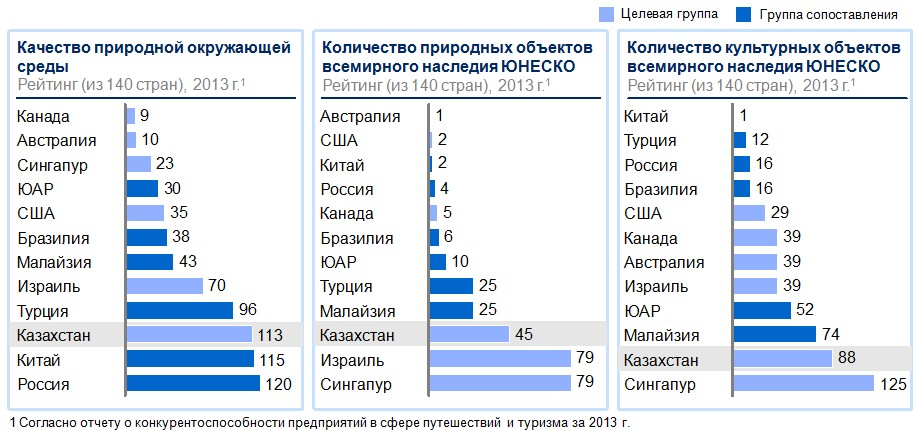 Целевая группа
Группа сопоставления
Качество природной окружающей
среды
Рейтинг (из 140 стран), 2013 г.1
Канада 9
Австралия 10
Сингапур 23
ЮАР 30
США 35
Бразилия 38
Малайзия 43
Израиль 70
Турция 96
Казахстан 113
Китай 115
Россия 120
Количество природных объектов
всемирного наследия ЮНЕСКО
Рейтинг (из 140 стран), 2013 г.1
Австралия 1
США 2
Китай 2
Россия 4
Канада 5
Бразилия 6
ЮАР 10
Турция 25
Малайзия 25
Казахстан 45
Израиль 79
Сингапур 79
Количество культурных объектов
всемирного наследия ЮНЕСКО
Рейтинг (из 140 стран), 2013 г.1
Китай 1
Турция 12
Россия 16
Бразилия 16
США 29
Канада 39
Австралия 39
Израиль 39
ЮАР 52
Малайзия 74
Казахстан 88
Сингапур 125
1 Согласно отчету о конкурентоспособности предприятий в сфере путешествий и туризма за 2013 г.